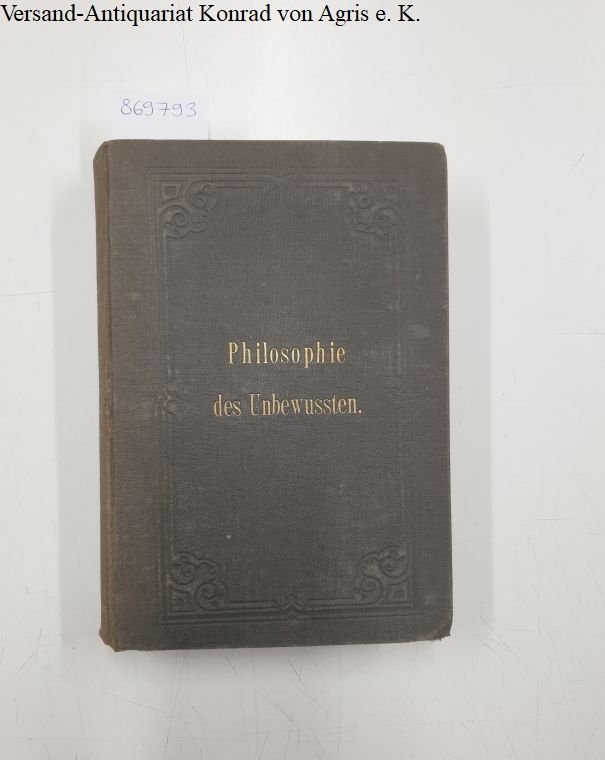 Versand-Antiquariat Konrad von Agris e. K.
869793
Philosophie
des Unbewussten.